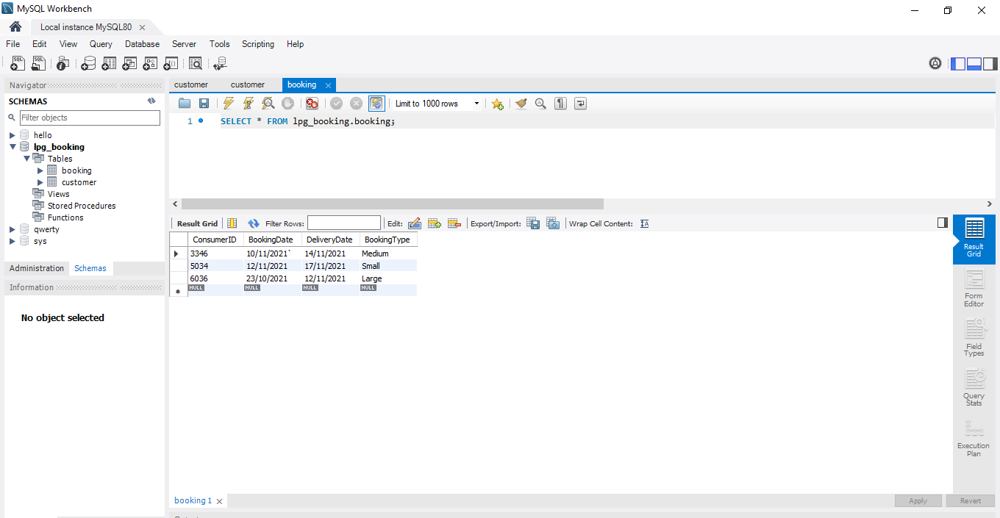 MySQL Workbench
Local instance MySQL80
File Edit View Query Database Server Tools Scripting Help
Navigator
SCHEMAS
Filter objects
hello
lpg_booking
Tables
booking
customer
Views
Stored Procedures
Functions
qwerty
sys
Administration Schemas
Information
No object selected
customer customer booking
Limit to 1000 rows
1 SELECT * FROM lpg_booking.booking;
Result Grid Filter Rows: Edit: Export/Import: Wrap Cell Content:
ConsumerID BookingDate DeliveryDate BookingType
3346 10/11/2021` 14/11/2021 Medium
5034 12/11/2021 17/11/2021 Small
6036 23/10/2021 12/11/2021 Large
NULL NULL NULL NULL
Result
Grid
Form
Editor
Field
Types
Query
Stats
Execution
Plan
booking 1
Apply Revert